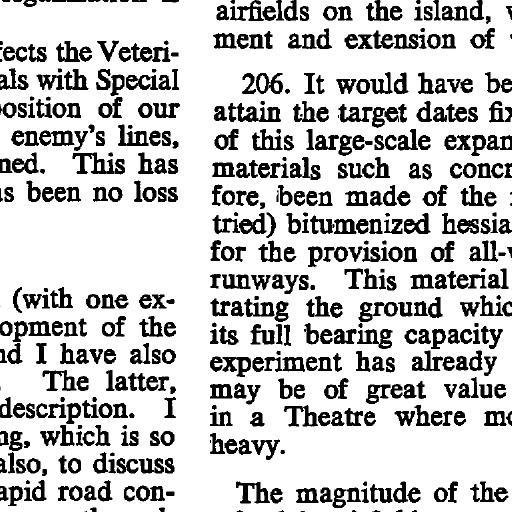 ects the Veteri-
als with Special
osition of our
enemy's lines,
ned. This has
s been no loss
(with one ex-
opment of the
nd I have also
The latter,
description. I
ng, which is so
also, to discuss
apid road con-
airfields on the island,
ment and extension of
206. It would have be
attain the target dates fix
of this large-scale expan
materials such as concr
fore, been made of the
tried) bitumenized hessia
for the provision of all-
runways. This material
trating the ground whic
its full bearing capacity
experiment has already
may be of great value
in a Theatre where mo
heavy.
The magnitude of the